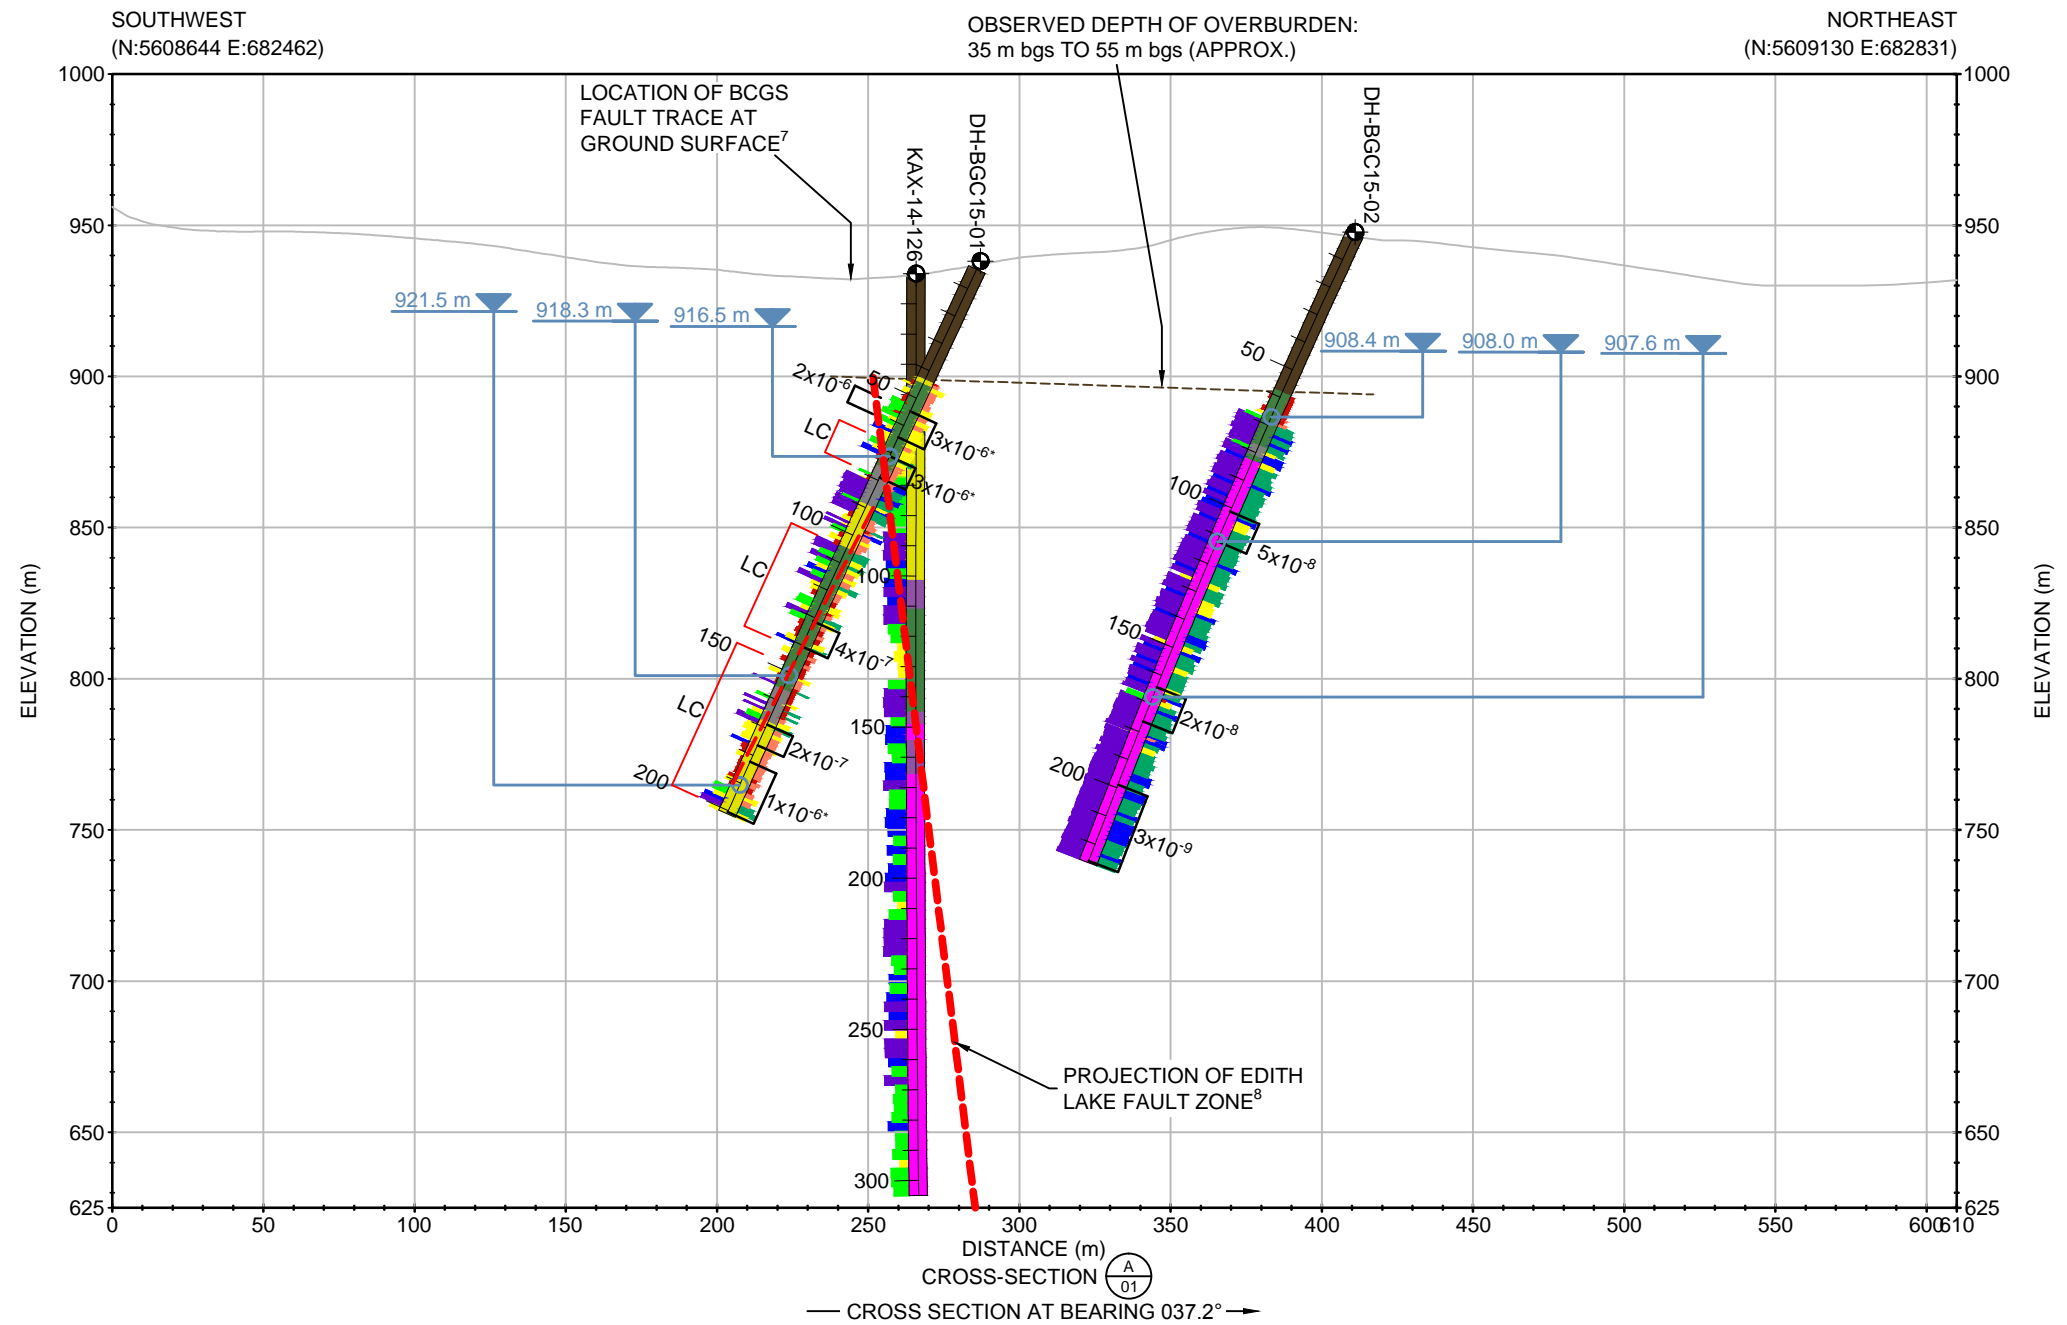 SOUTHWEST
(N:5608644 E:682462)
OBSERVED DEPTH OF OVERBURDEN:
35 m bgs TO 55 m bgs (APPROX.)
NORTHEAST
(N:5609130 E:682831)
LOCATION OF BCGS
FAULT TRACE AT
GROUND SURFACE⁷
KAX-14-126
DH-BGC15-01
DH-BGC15-02
1000
950
900
850
800
750
700
650
625
ELEVATION (m)
921.5 m
918.3 m
916.5 m
908.4 m
908.0 m
907.6 m
2x10⁻⁶
50
LC
3x10⁻⁶*
3x10⁻⁶*
100
LC
4x10⁻⁷
150
LC
2x10⁻⁷
200
1x10⁻⁶*
100
150
200
250
300
50
100
5x10⁻⁸
150
2x10⁻⁸
200
3x10⁻⁹
PROJECTION OF EDITH
LAKE FAULT ZONE⁸
1000
950
900
850
800
750
700
650
625
ELEVATION (m)
0 50 100 150 200 250 300 350 400 450 500 550 600 610
DISTANCE (m)
CROSS-SECTION A
01
CROSS SECTION AT BEARING 037.2°